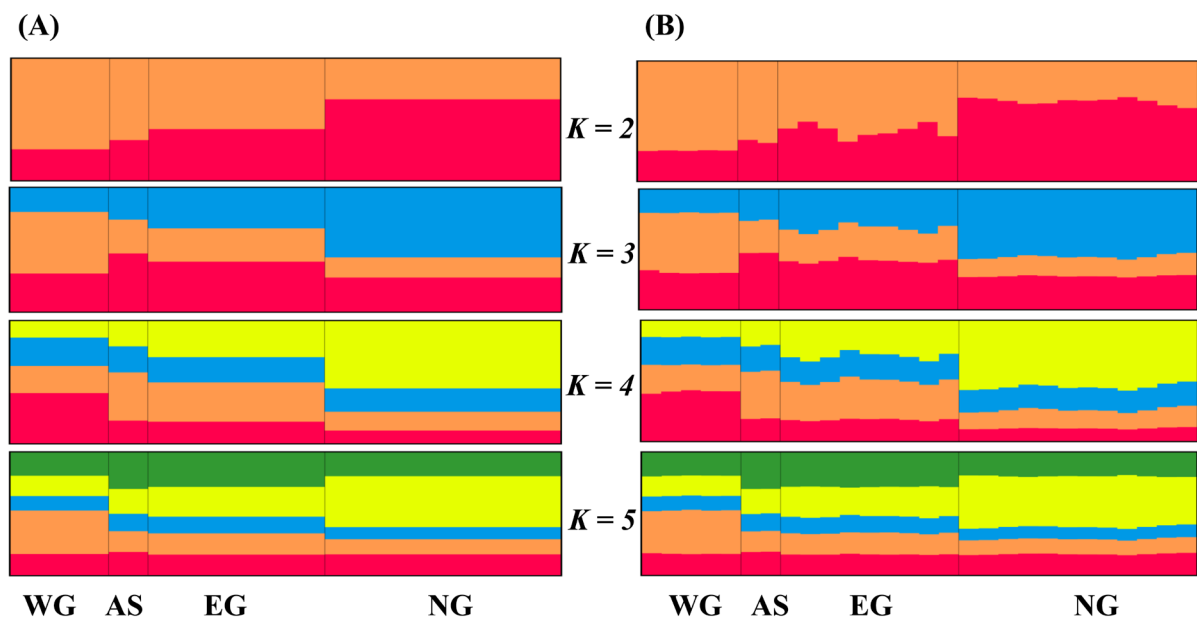 (A) (B)
K = 2
K = 3
K = 4
K = 5
WG AS EG NG WG AS EG NG